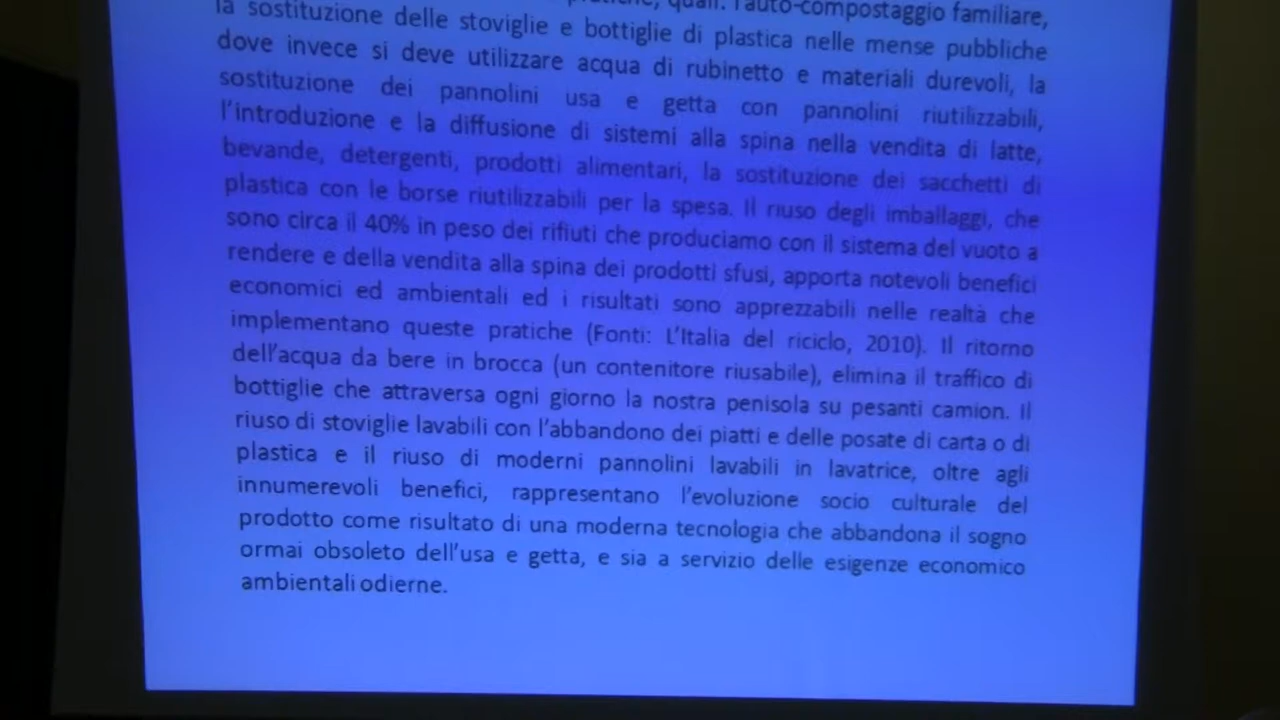 quali: l'auto-compostaggio familiare,
la sostituzione delle stoviglie e bottiglie di plastica nelle mense pubbliche
dove invece si deve utilizzare acqua di rubinetto e materiali durevoli, la
sostituzione dei pannolini usa e getta con pannolini riutilizzabili,
l'introduzione e la diffusione di sistemi alla spina nella vendita di latte,
bevande, detergenti, prodotti alimentari, la sostituzione dei sacchetti di
plastica con le borse riutilizzabili per la spesa. Il riuso degli imballaggi, che
sono circa il 40% in peso dei rifiuti che produciamo con il sistema del vuoto a
rendere e della vendita alla spina dei prodotti sfusi, apporta notevoli benefici
economici ed ambientali ed i risultati sono apprezzabili nelle realtà che
implementano queste pratiche (Fonti: L'Italia del riciclo, 2010). Il ritorno
dell'acqua da bere in brocca (un contenitore riusabile), elimina il traffico di
bottiglie che attraversa ogni giorno la nostra penisola su pesanti camion. Il
riuso di stoviglie lavabili con l'abbandono dei piatti e delle posate di carta o di
plastica e il riuso di moderni pannolini lavabili in lavatrice, oltre agli
innumerevoli benefici, rappresentano l'evoluzione socio culturale del
prodotto come risultato di una moderna tecnologia che abbandona il sogno
ormai obsoleto dell'usa e getta, e sia a servizio delle esigenze economico
ambientali odierne.